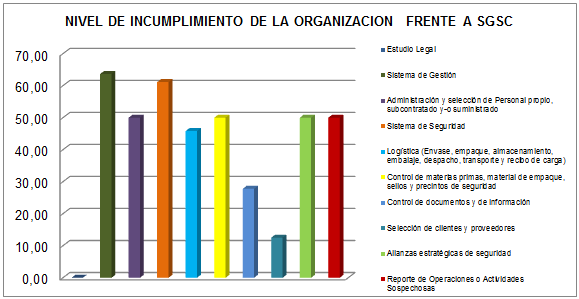 NIVEL DE INCUMPLIMIENTO DE LA ORGANIZACION FRENTE A SGSC
70,00
60,00
50,00
40,00
30,00
20,00
10,00
0,00
Estudio Legal
Sistema de Gestión
Administración y selección de Personal propio,
subcontratado y-o suministrado
Sistema de Seguridad
Logística (Envase, empaque, almacenamiento,
embalaje, despacho, transporte y recibo de carga)
Control de materías primas, material de empaque,
sellos y precintos de seguridad
Control de documentos y de información
Selección de clientes y proveedores
Alianzas estratégicas de seguridad
Reporte de Operaciones o Actividades
Sospechosas